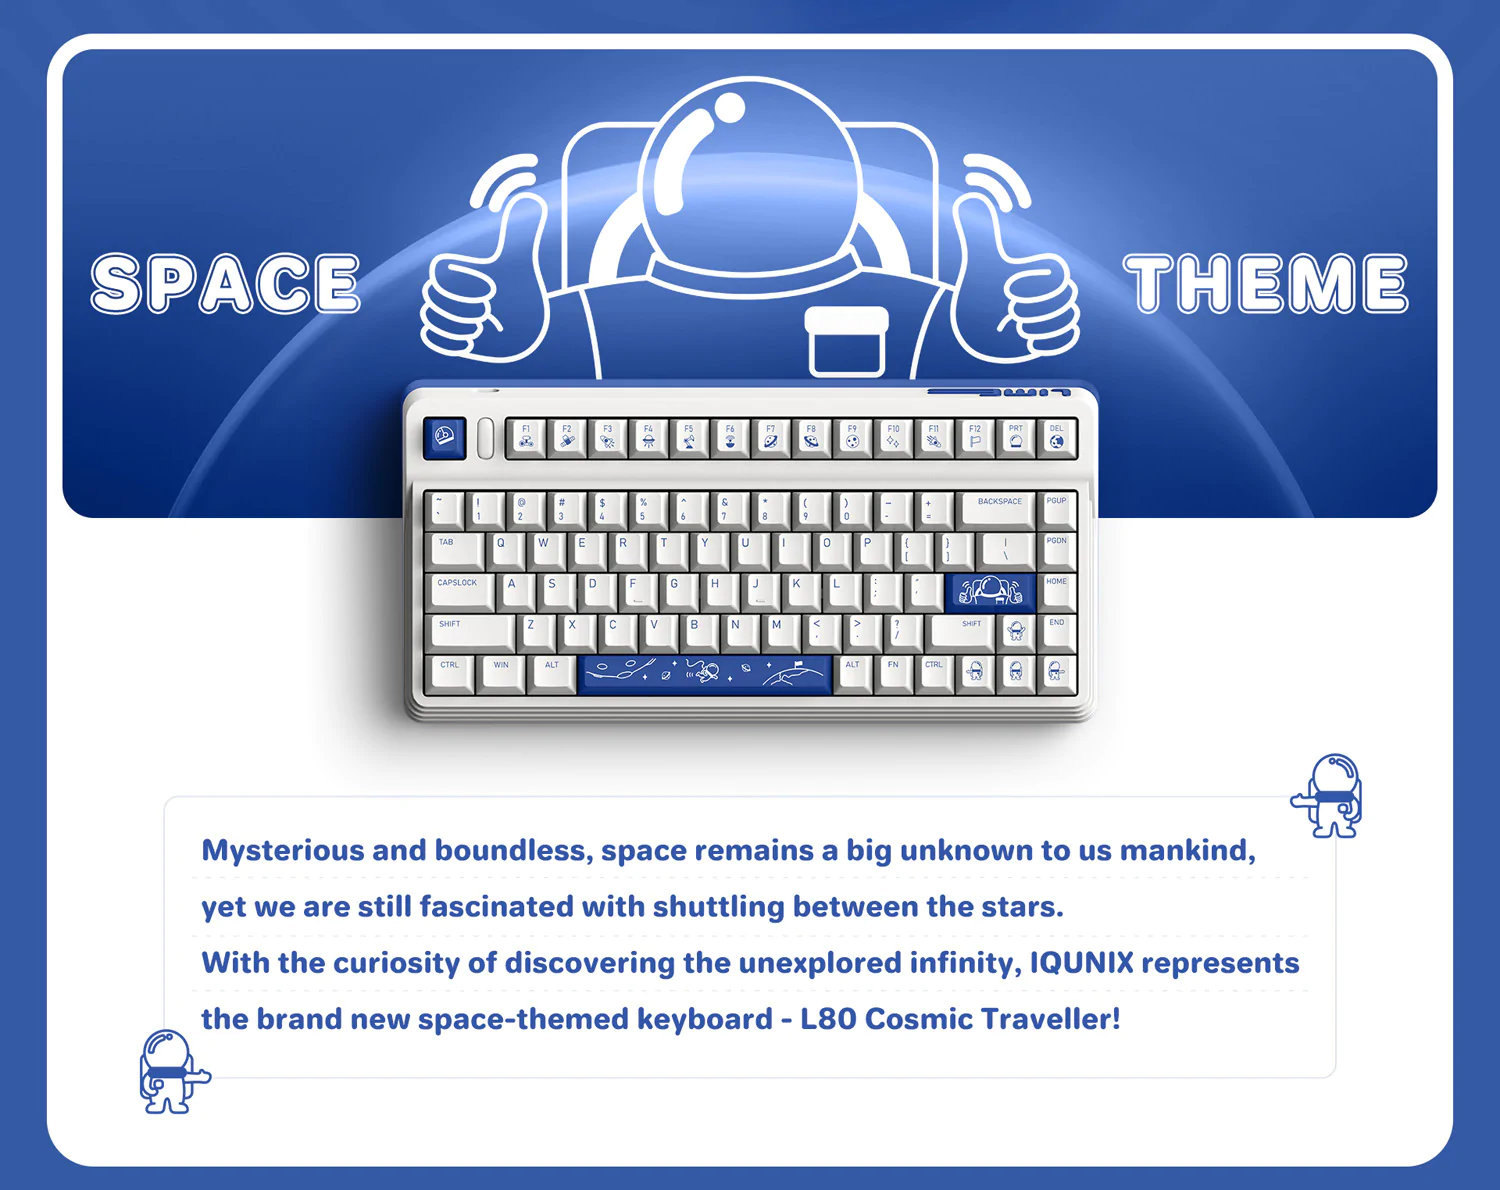 SPACE THEME
F1 F2 F3 F4 F5 F6 F7 F8 F9 F10 F11 F12 PRT DEL
~ ! @ # $ % ^ & * ( ) – + BACKSPACE PGUP
` 1 2 3 4 5 6 7 8 9 0 - =
TAB Q W E R T Y U I O P { } | PGDN
[ ] \
CAPSLOCK A S D F G H J K L : " HOME
; '
SHIFT Z X C V B N M < > ? SHIFT END
, . /
CTRL WIN ALT ALT FN CTRL
Mysterious and boundless, space remains a big unknown to us mankind,
yet we are still fascinated with shuttling between the stars.
With the curiosity of discovering the unexplored infinity, IQUNIX represents
the brand new space-themed keyboard - L80 Cosmic Traveller!